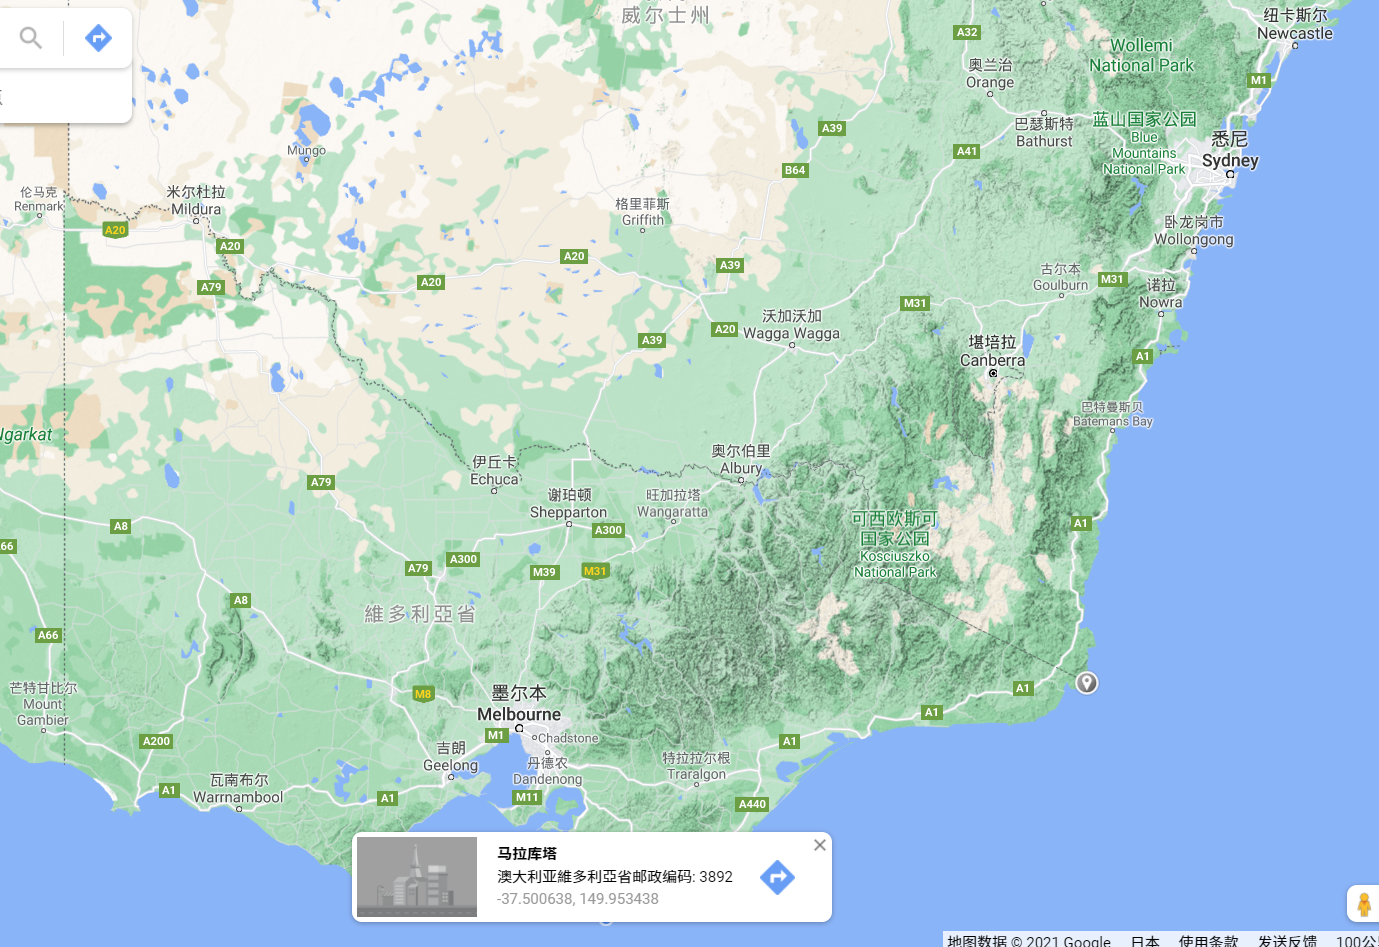 威尔士州
纽卡斯尔
Newcastle
A32
Wollemi
National Park
奥兰治
Orange
M1
巴瑟斯特
Bathurst
蓝山国家公园
Blue
Mountains
National Park
悉尼
Sydney
A39
A41
B64
Mungo
伦马克
Renmark
米尔杜拉
Mildura
格里菲斯
Griffith
卧龙岗市
Wollongong
A20
A20
A20
A39
A20
A79
古尔本
Goulburn
M31
诺拉
Nowra
M31
沃加沃加
Wagga Wagga
A20
A39
堪培拉
Canberra
A1
巴特曼斯贝
Batemans Bay
Ngarkat
奥尔伯里
Albury
伊丘卡
Echuca
A79
谢珀顿
Shepparton
旺加拉塔
Wangaratta
A8
A300
可西欧斯可
国家公园
Kosciuszko
National Park
A1
66
A300
A79
M39
M31
A8
維多利亞省
A66
芒特甘比尔
Mount
Gambier
M8
墨尔本
Melbourne
A1
A1
A200
M1
Chadstone
A1
吉朗
Geelong
丹德农
Dandenong
特拉拉尔根
Traralgon
瓦南布尔
Warrnambool
A1
A1
M11
A440
马拉库塔
澳大利亚維多利亞省邮政编码: 3892
-37.500638, 149.953438
地图数据 © 2021 Google 日本 使用条款 发送反馈 100公